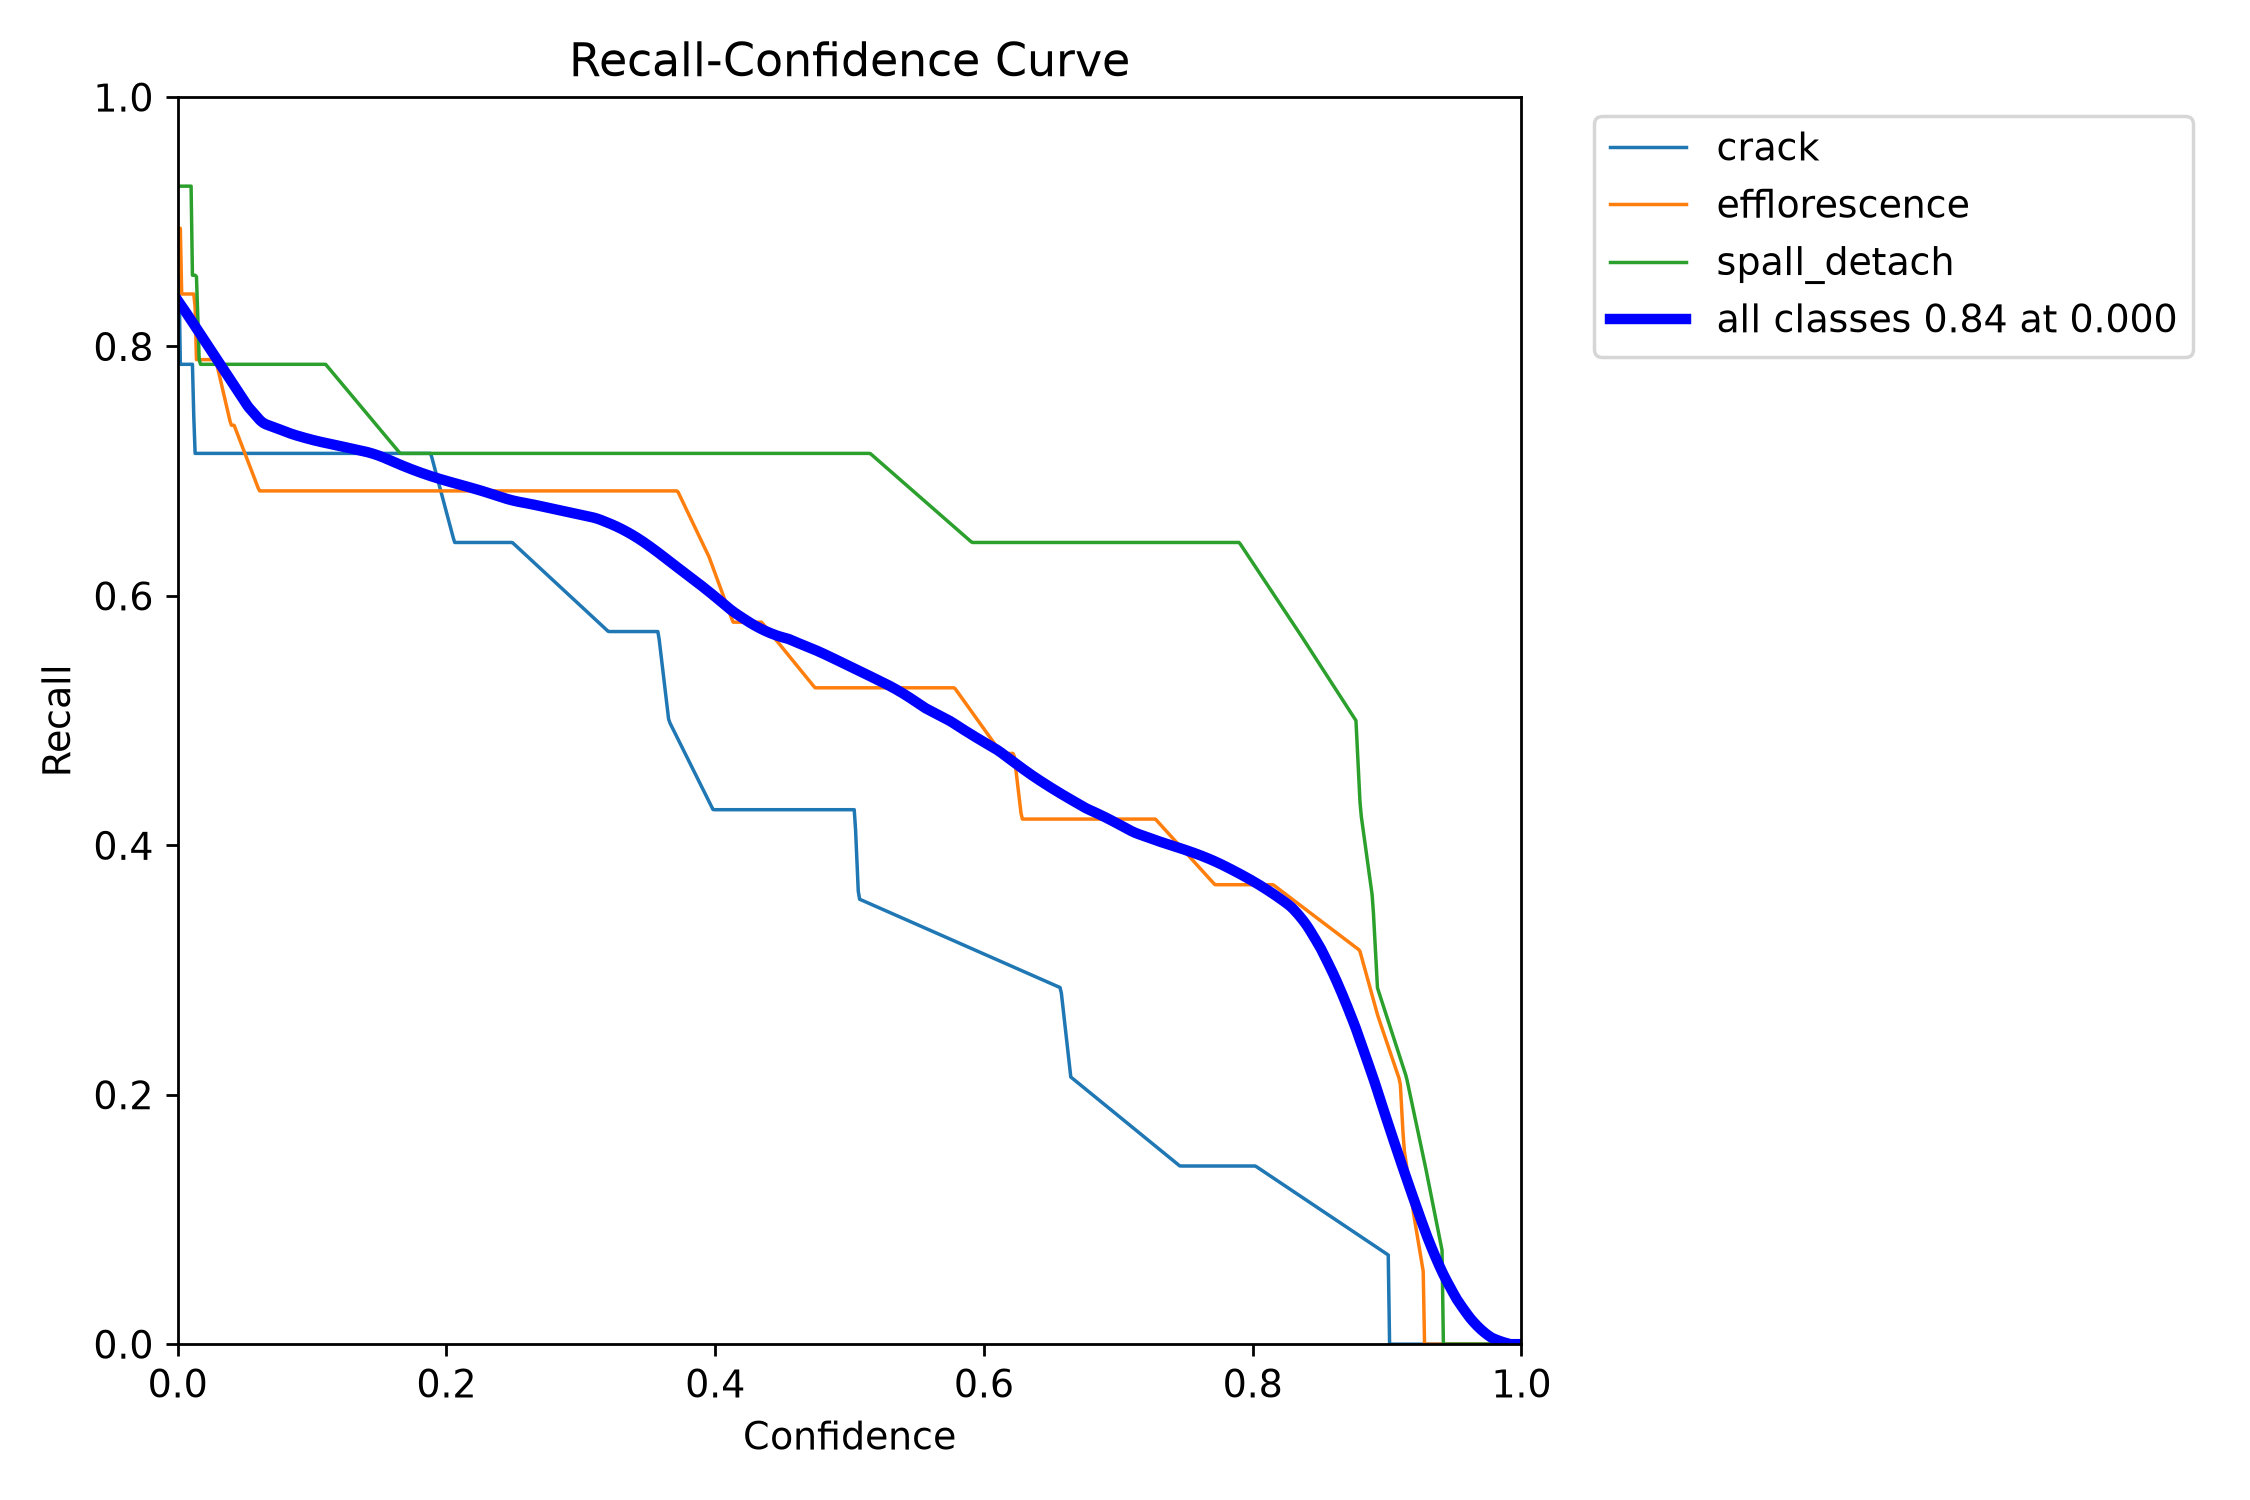 Recall-Confidence Curve
1.0
0.8
0.6
0.4
0.2
0.0
Recall
0.0 0.2 0.4 0.6 0.8 1.0
Confidence
crack
efflorescence
spall_detach
all classes 0.84 at 0.000